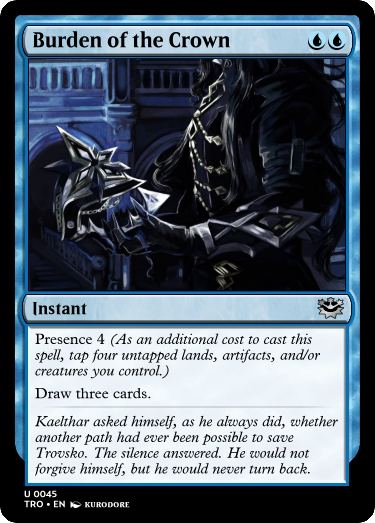 Burden of the Crown
Instant
Presence 4 (As an additional cost to cast this
spell, tap four untapped lands, artifacts, and/or
creatures you control.)
Draw three cards.
Kaelthar asked himself, as he always did, whether
another path had ever been possible to save
Trovsko. The silence answered. He would not
forgive himself, but he would never turn back.
U 0045
TRO • EN KURODORE